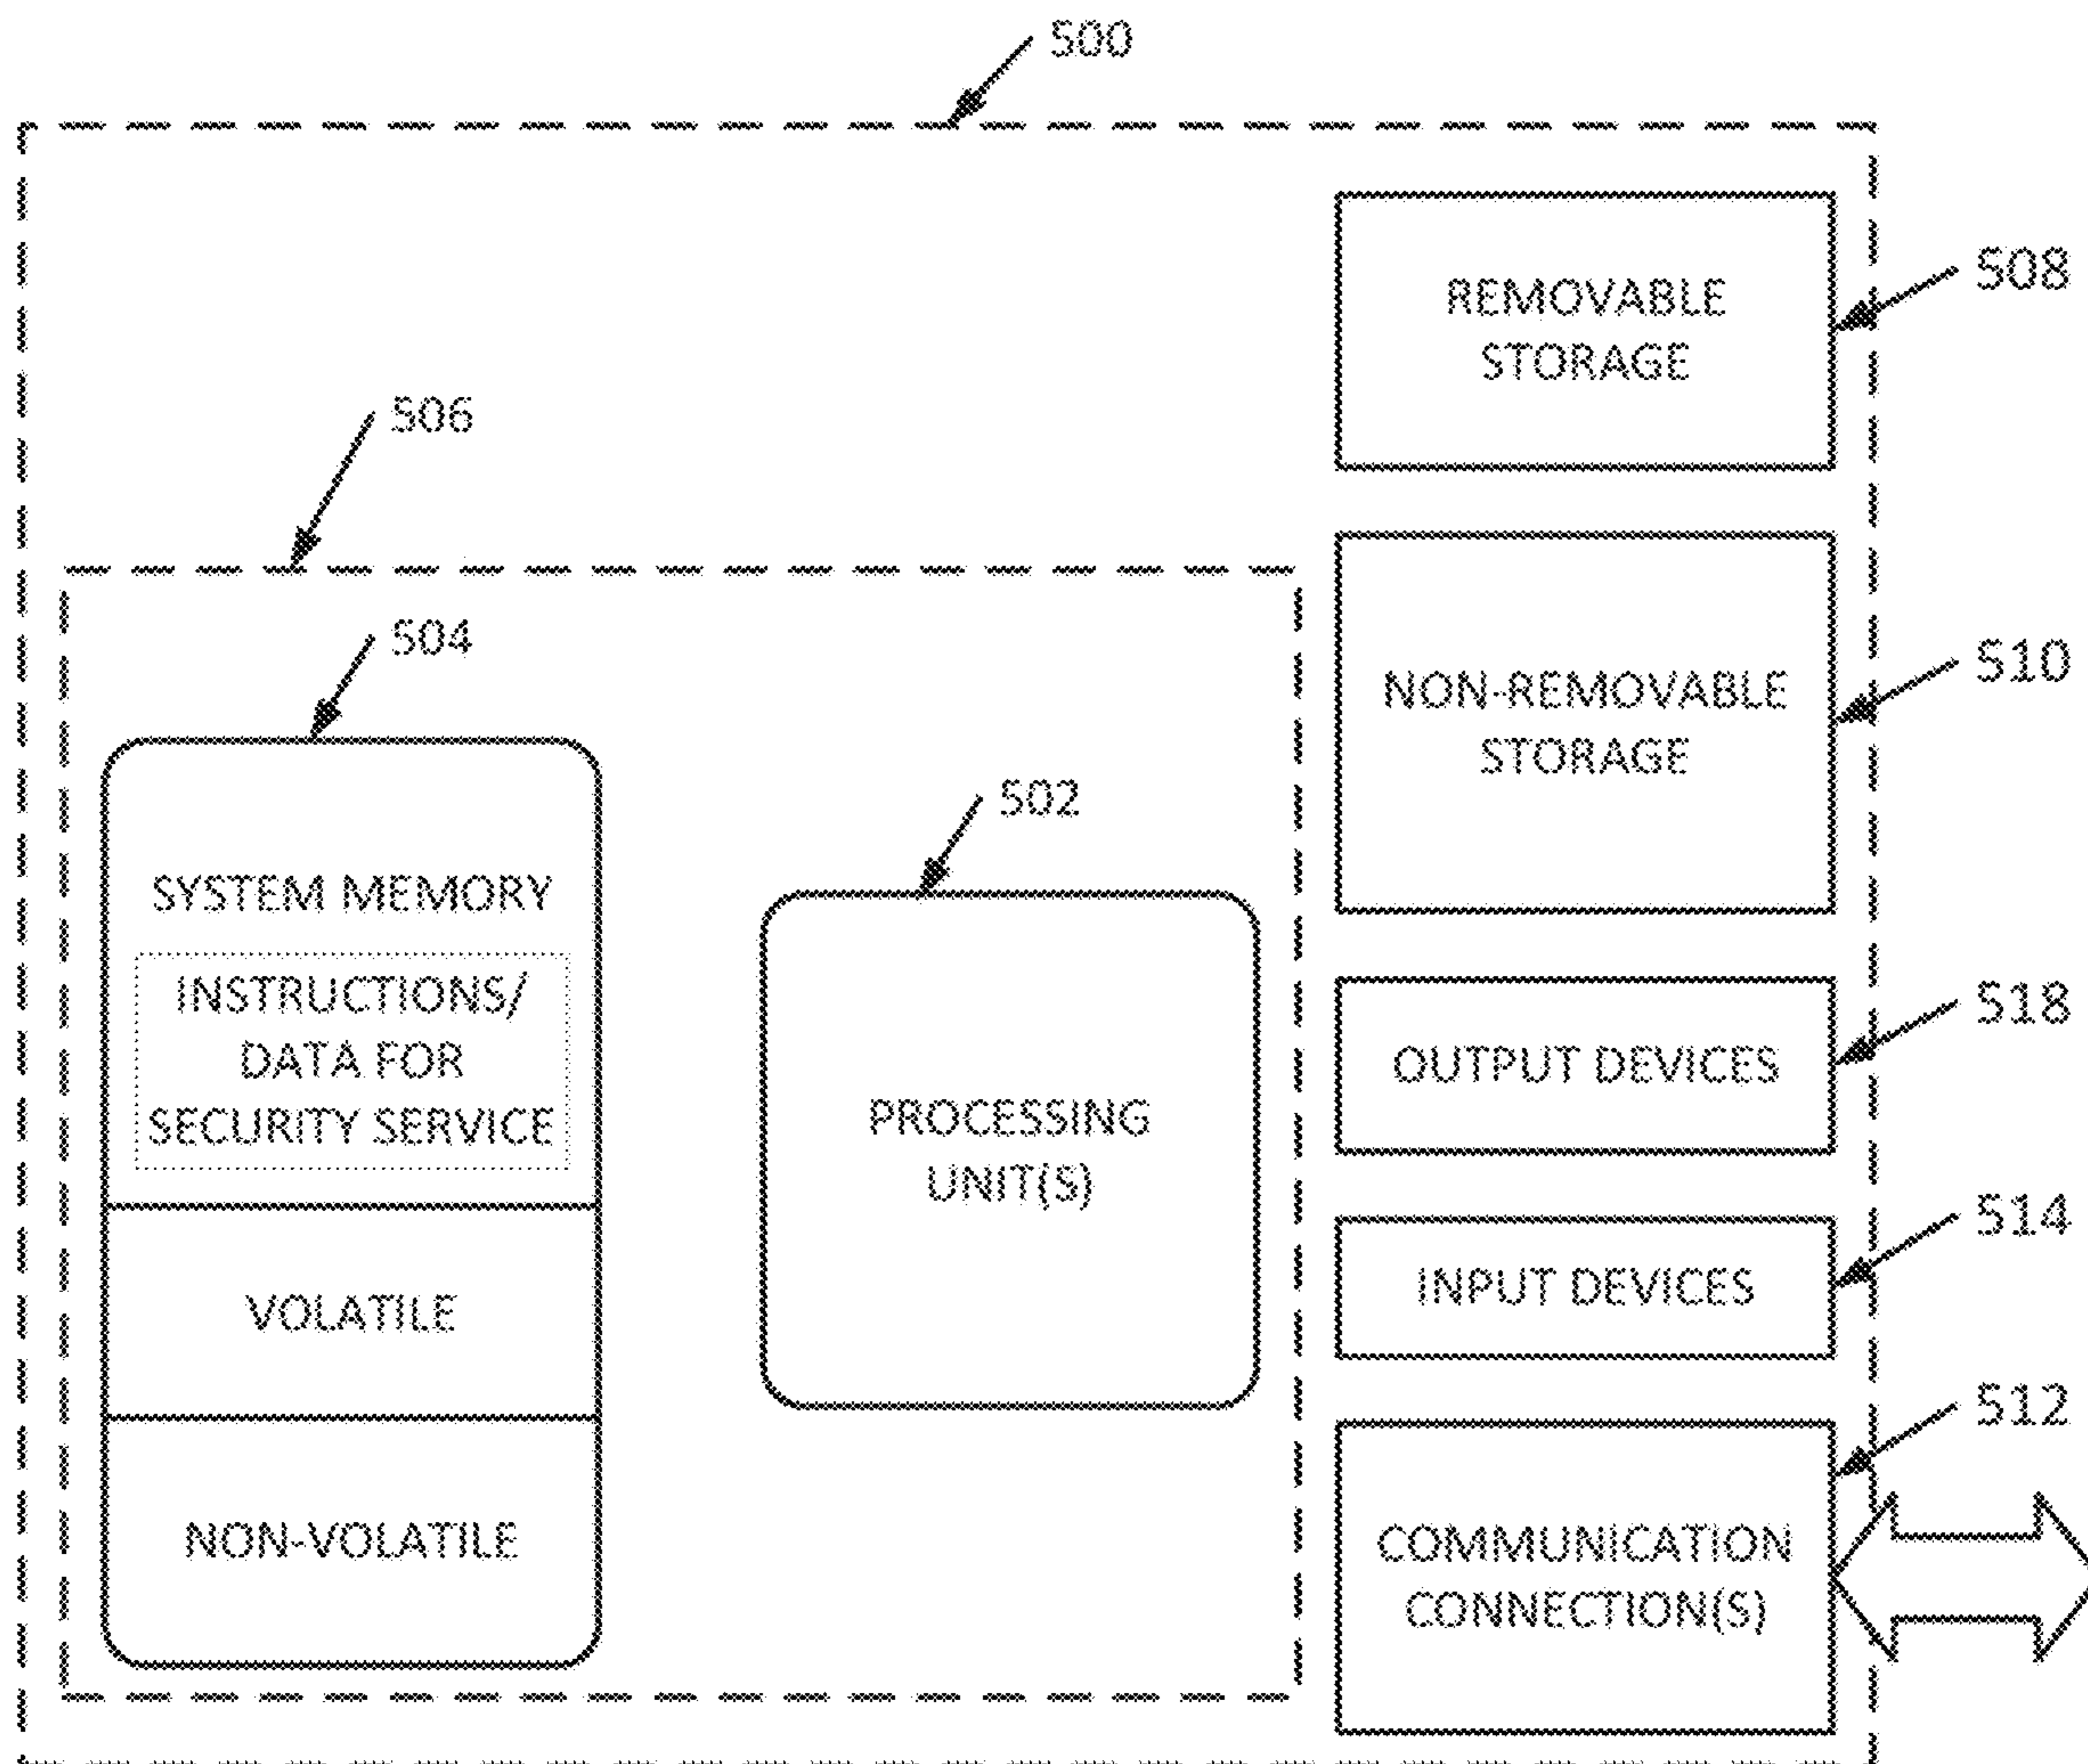 500
REMOVABLE
STORAGE
508
506
NON-REMOVABLE
STORAGE
510
504
SYSTEM MEMORY
INSTRUCTIONS/
DATA FOR
SECURITY SERVICE
VOLATILE
NON-VOLATILE
502
PROCESSING
UNIT(S)
OUTPUT DEVICES
518
INPUT DEVICES
514
COMMUNICATION
CONNECTION(S)
512